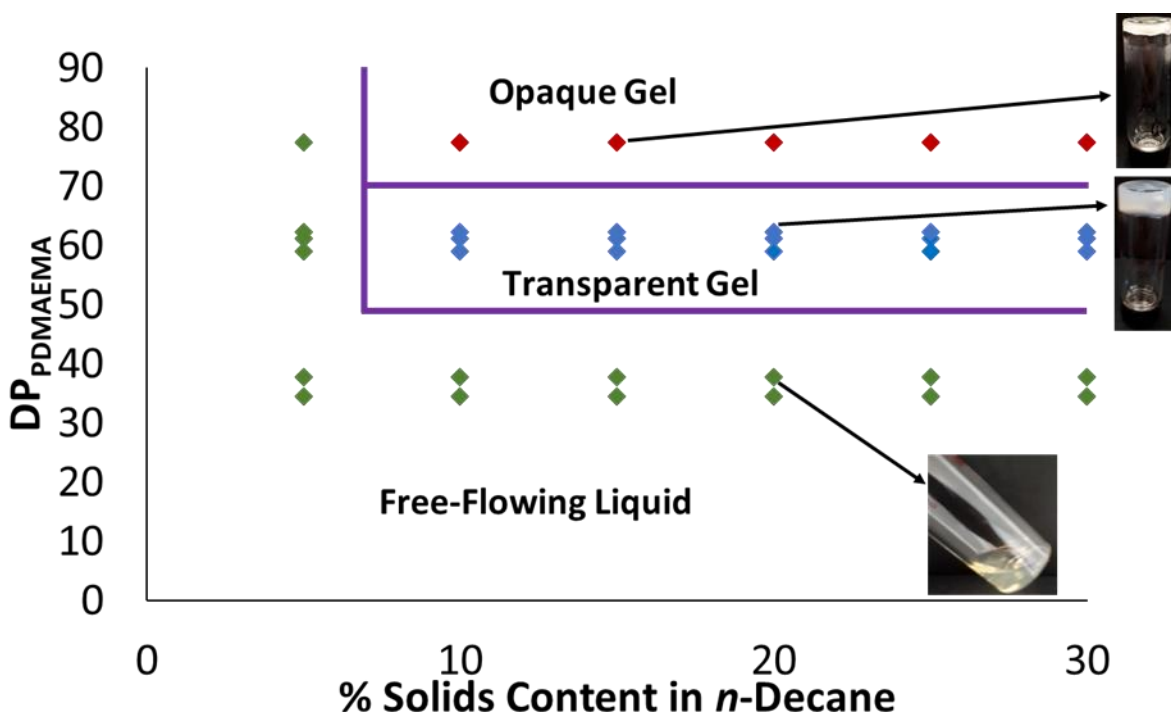 90
80
70
60
50
40
30
20
10
0
DPPDMAEMA
Opaque Gel
Transparent Gel
Free-Flowing Liquid
0 10 20 30
% Solids Content in n-Decane